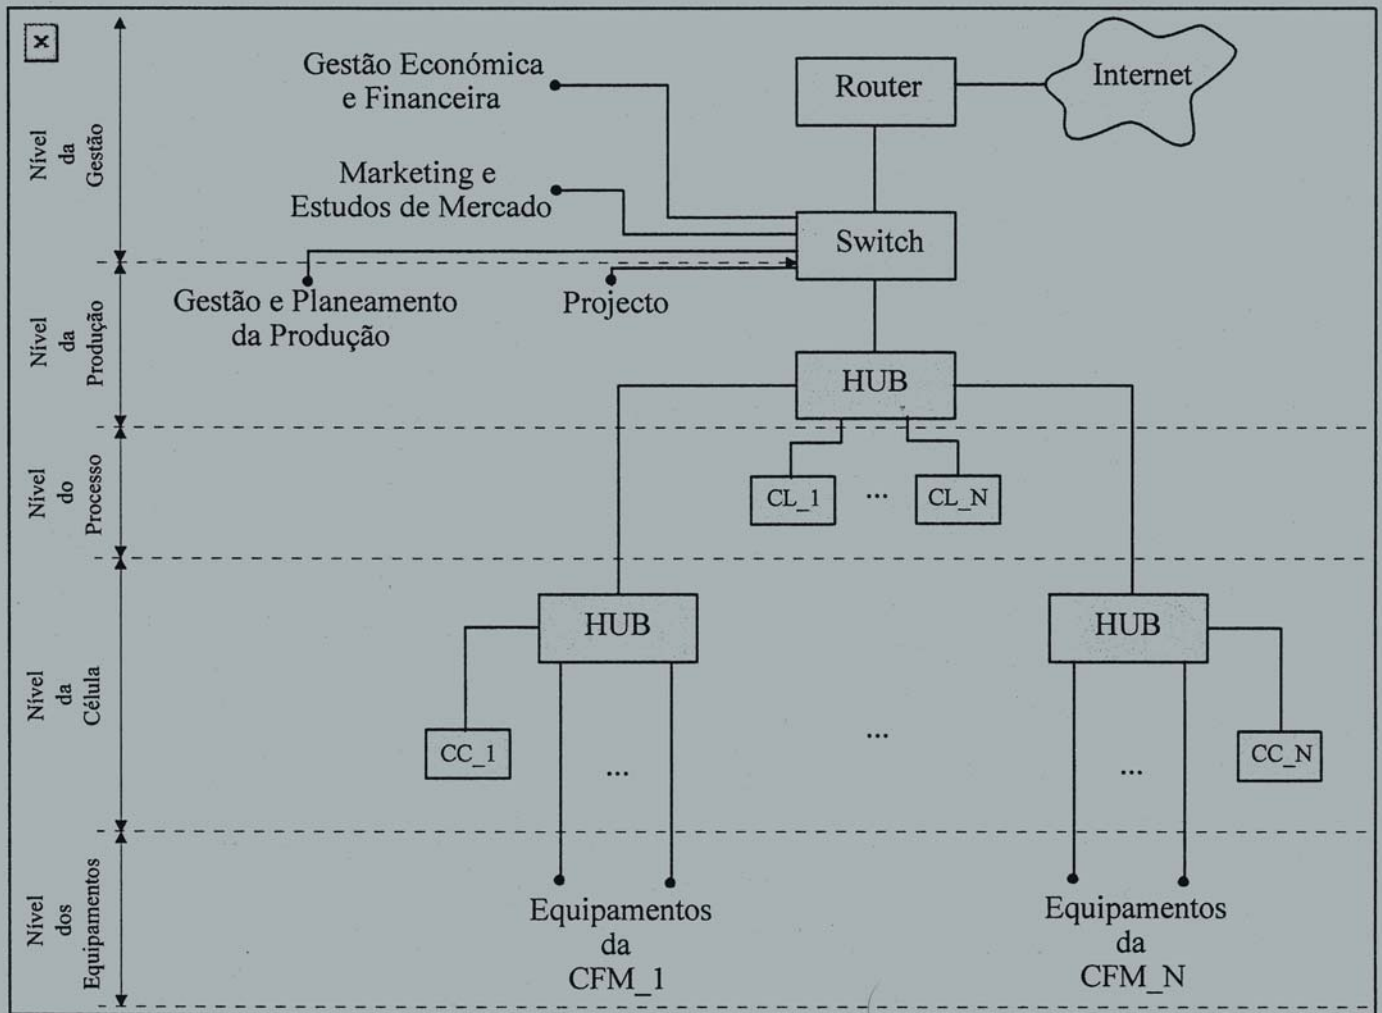 x
Nível
da
Gestão
Gestão Económica
e Financeira
Router
Internet
Marketing e
Estudos de Mercado
Switch
Nível
da
Produção
Gestão e Planeamento
da Produção
Projecto
HUB
Nível
do
Processo
CL_1
...
CL_N
Nível
da
Célula
HUB
HUB
CC_1
...
...
...
CC_N
Nível
dos
Equipamentos
Equipamentos
da
CFM_1
Equipamentos
da
CFM_N